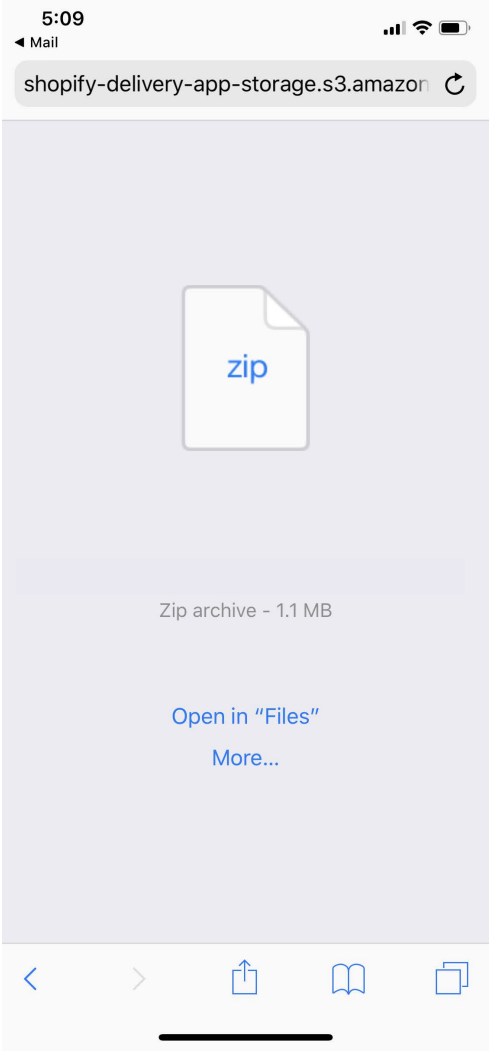 5:09
◀ Mail
shopify-delivery-app-storage.s3.amazon
zip
Zip archive - 1.1 MB
Open in “Files”
More...